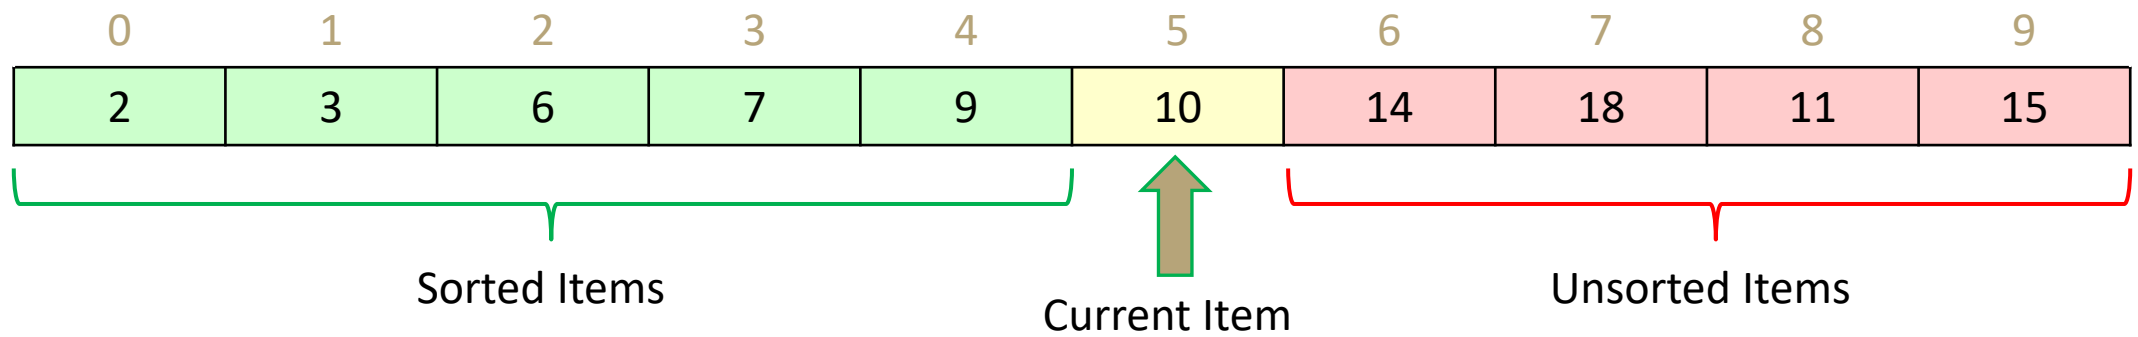 0 1 2 3 4 5 6 7 8 9
2 3 6 7 9 10 14 18 11 15
Sorted Items
Current Item
Unsorted Items